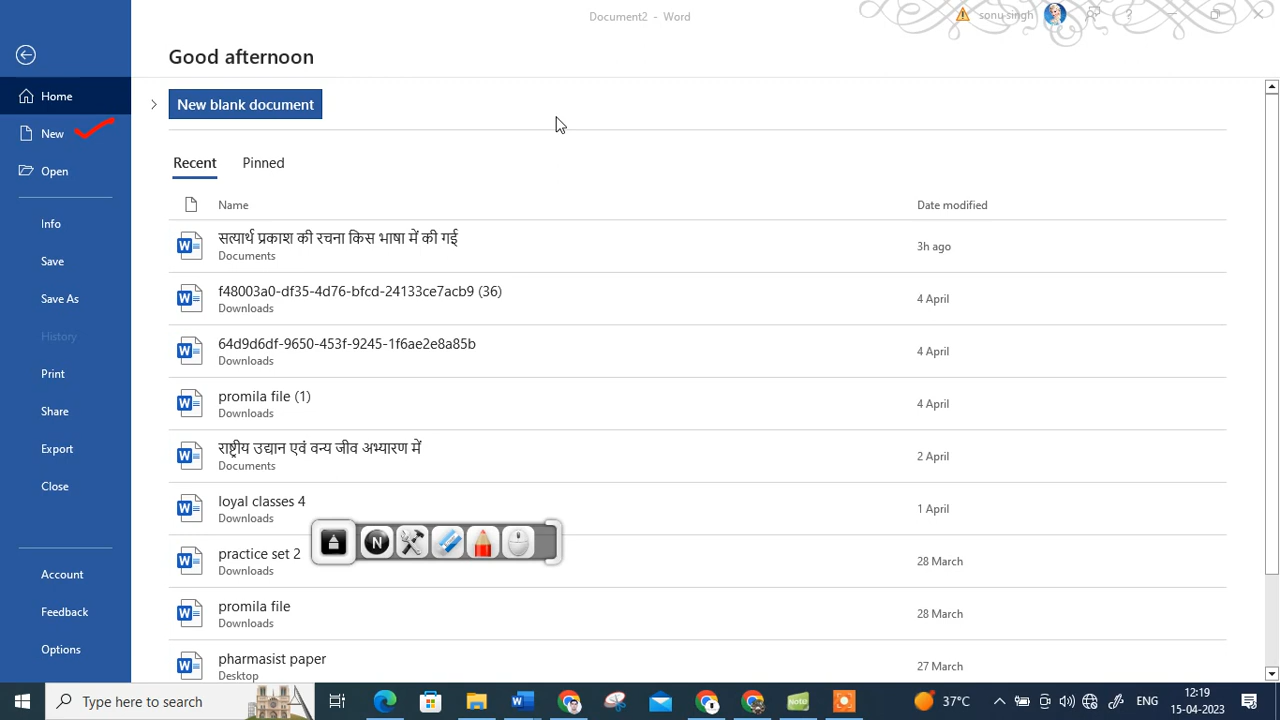 Document2 - Word
sonu singh
?
Good afternoon
Home
New blank document
New
Open
Recent Pinned
Name Date modified
Info
सत्यार्थ प्रकाश की रचना किस भाषा में की गई
Documents
3h ago
Save
f48003a0-df35-4d76-bfcd-24133ce7acb9 (36)
Downloads
4 April
Save As
History
64d9d6df-9650-453f-9245-1f6ae2e8a85b
Downloads
4 April
Print
promila file (1)
Downloads
4 April
Share
Export
राष्ट्रीय उद्यान एवं वन्य जीव अभ्यारण में
Documents
2 April
Close
loyal classes 4
Downloads
1 April
N
practice set 2
Downloads
28 March
Account
promila file
Downloads
28 March
Feedback
Options
pharmasist paper
Desktop
27 March
Type here to search
37°C
ENG
12:19
15-04-2023